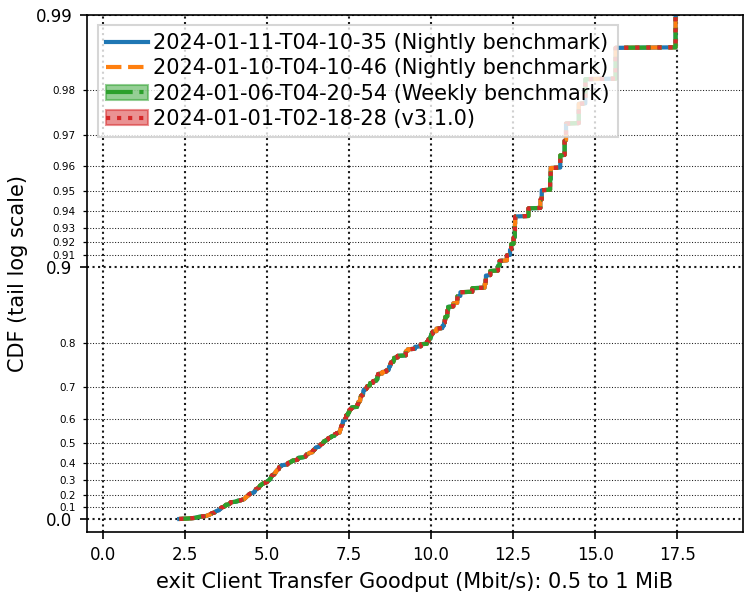 0.99
2024-01-11-T04-10-35 (Nightly benchmark)
2024-01-10-T04-10-46 (Nightly benchmark)
2024-01-06-T04-20-54 (Weekly benchmark)
2024-01-01-T02-18-28 (v3.1.0)
0.98
0.97
0.96
0.95
0.94
0.93
0.92
0.91
0.9
0.8
0.7
0.6
0.5
0.4
0.3
0.2
0.1
0.0
CDF (tail log scale)
0.0 2.5 5.0 7.5 10.0 12.5 15.0 17.5
exit Client Transfer Goodput (Mbit/s): 0.5 to 1 MiB